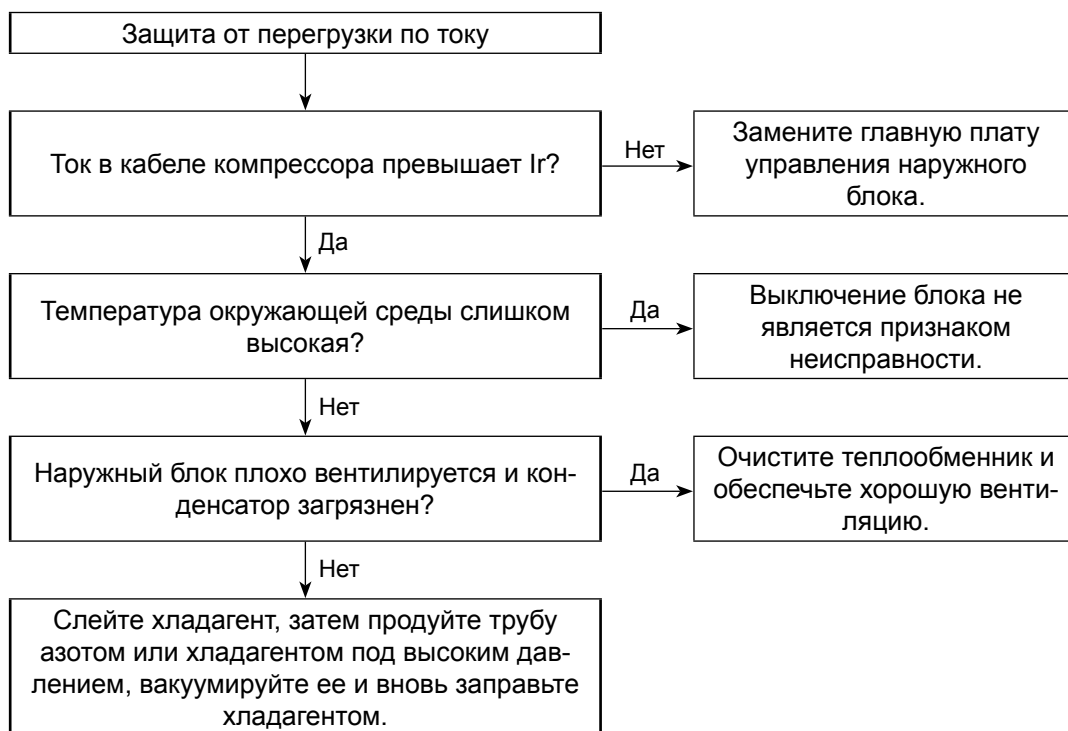 Защита от перегрузки по току
Ток в кабеле компрессора превышает Ir?
Нет
Замените главную плату
управления наружного
блока.
Да
Температура окружающей среды слишком
высокая?
Да
Выключение блока не
является признаком
неисправности.
Нет
Наружный блок плохо вентилируется и кон-
денсатор загрязнен?
Да
Очистите теплообменник и
обеспечьте хорошую венти-
ляцию.
Нет
Слейте хладагент, затем продуйте трубу
азотом или хладагентом под высоким дав-
лением, вакуумируйте ее и вновь заправьте
хладагентом.